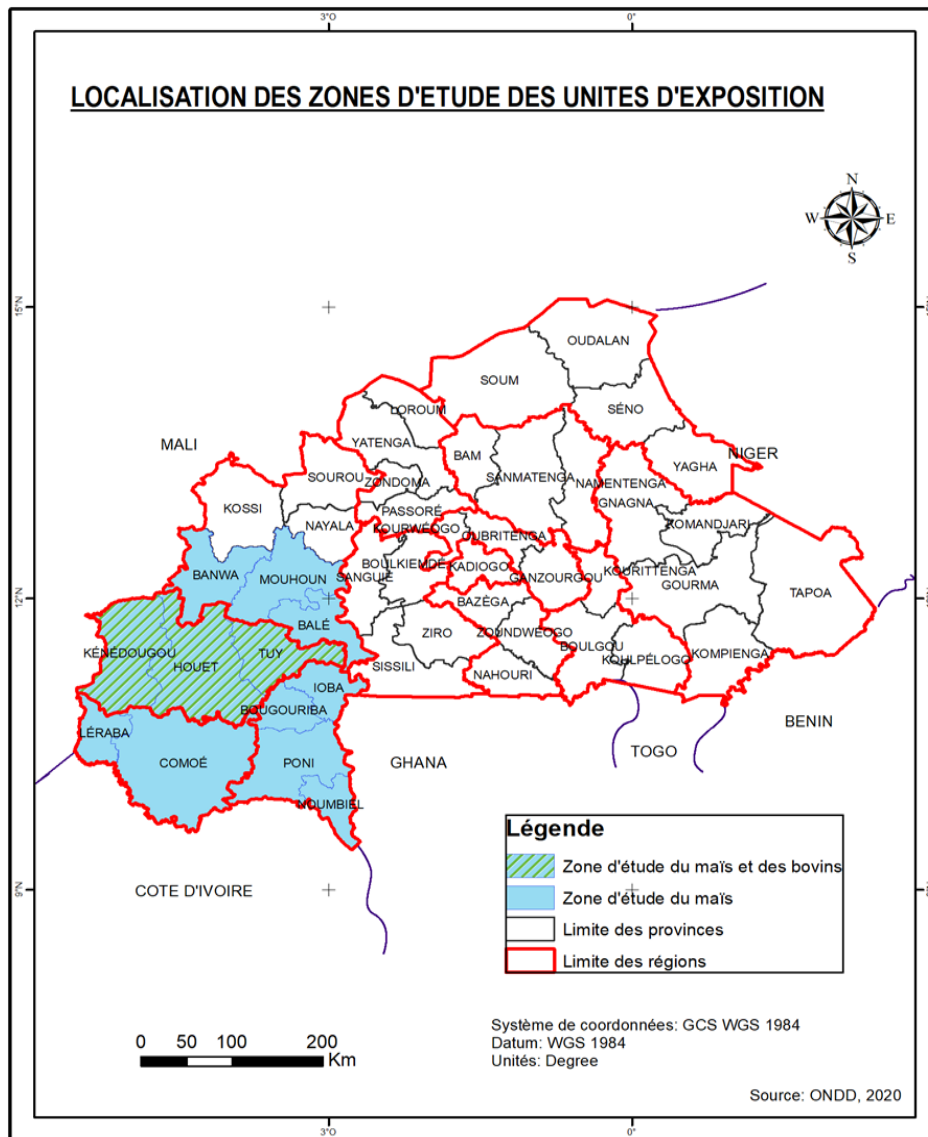 3°O
0°
LOCALISATION DES ZONES D'ETUDE DES UNITES D'EXPOSITION
N
W
E
S
15°N
OUDALAN
SOUM
SÉNO
LOROUM
MALI
YATENGA
BAM
NIGER
YAGHA
SOUROU
ZONDOMA
SANMATENGA
NAMENTENGA
GNAGNA
KOSSI
PASSORÉ
NAYALA
KOURWÉOGO
KOMANDJARI
OUBRITENGA
BANWA
MOUHOUN
SANGUIÉ
BOULKIEMDÉ
KADIOGO
GANZOURGOU
KOURITTENGA
GOURMA
TAPOA
12°N
BAZÈGA
BALÉ
ZIRO
ZOUNDWÉOGO
KÉNÉDOUGOU
HOUET
TUY
BOULGOU
KOULPÉLOGO
KOMPIENGA
SISSILI
NAHOURI
IOBA
BOUGOURIBA
BENIN
LÉRABA
COMOÉ
PONI
GHANA
TOGO
NOUMBIEL
Légende
Zone d'étude du maïs et des bovins
COTE D'IVOIRE
9°N
Zone d'étude du maïs
Limite des provinces
Limite des régions
Système de coordonnées: GCS WGS 1984
Datum: WGS 1984
Unités: Degree
0 50 100 200
Km
Source: ONDD, 2020
3°O
0°